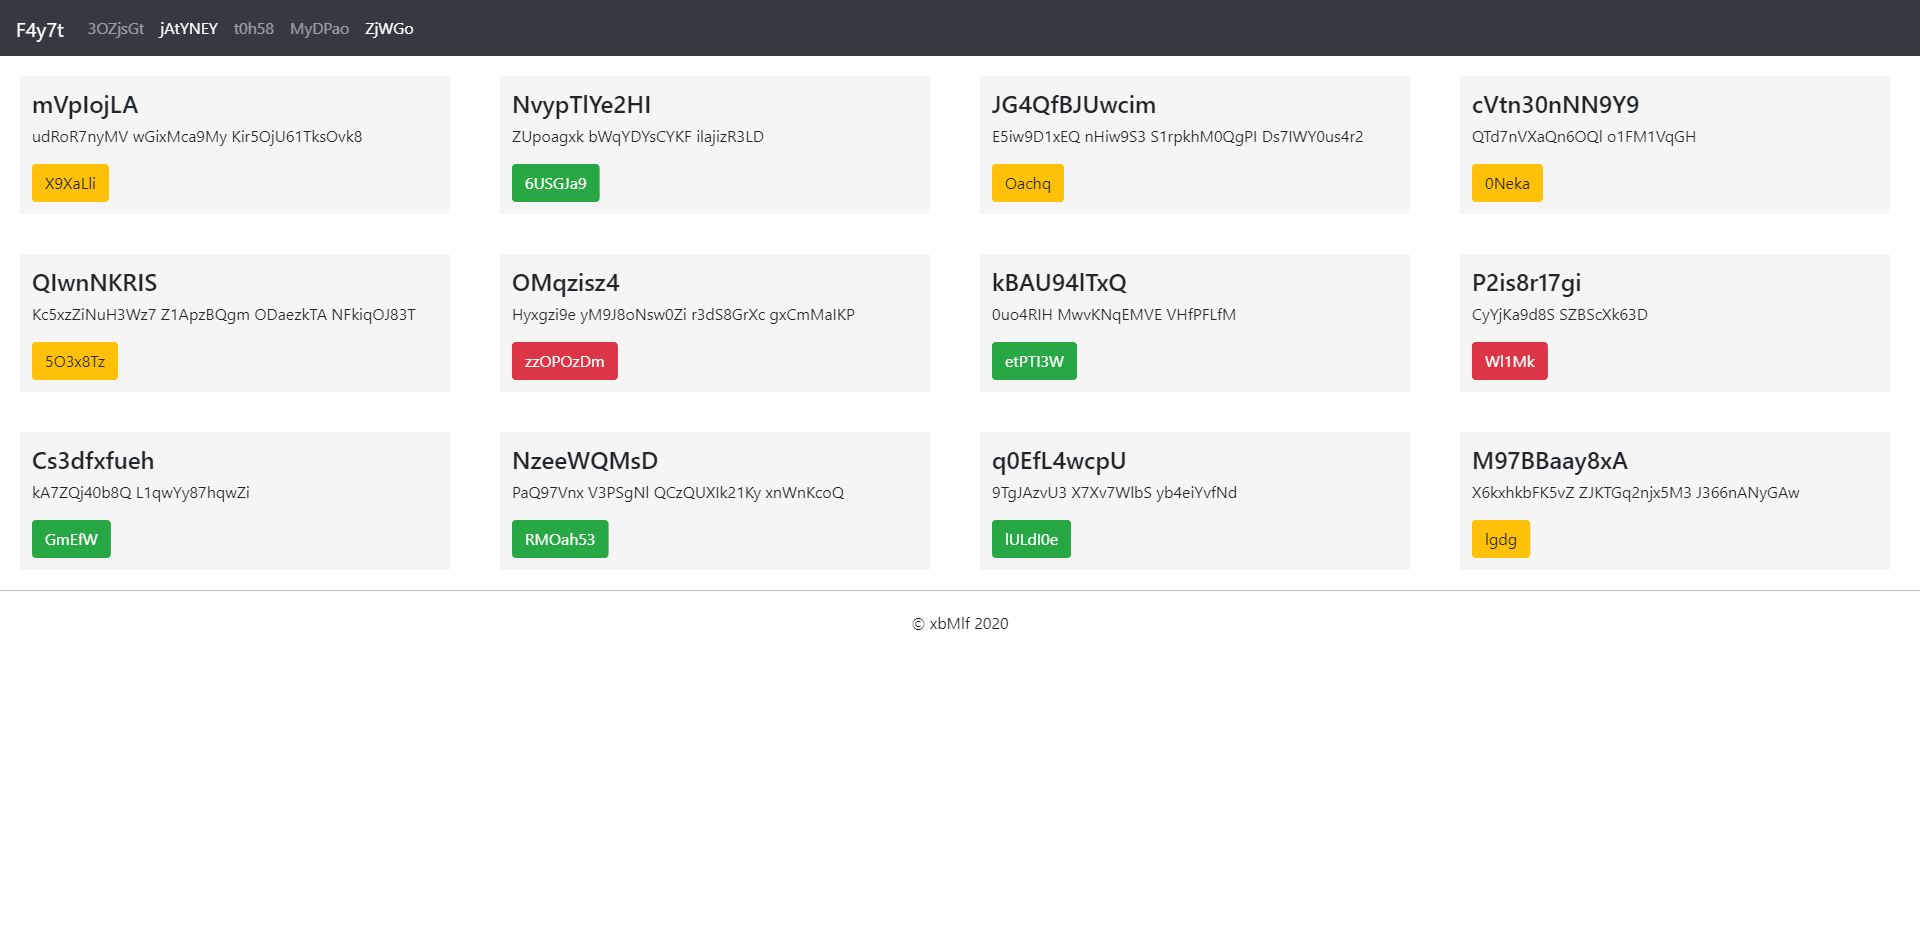 F4y7t 3OZjsGt jAtYNEY t0h58 MyDPao ZjWGo
mVpIojLA
udRoR7nyMV wGixMca9My Kir5OjU61TksOvk8
X9XaLli
NvypTlYe2HI
ZUpoagxk bWqYDYsCYKF ilajizR3LD
6USGJa9
JG4QfBJUwcim
E5iw9D1xEQ nHiw9S3 S1rpkhM0QgPI Ds7IWY0us4r2
Oachq
cVtn30nNN9Y9
QTd7nVXaQn6OQl o1FM1VqGH
0Neka
QIwnNKRIS
Kc5xzZiNuH3Wz7 Z1ApzBQgm ODaezkTA NFkiqOJ83T
5O3x8Tz
OMqzisz4
Hyxgzi9e yM9J8oNsw0Zi r3dS8GrXc gxCmMaIKP
zzOPOzDm
kBAU94lTxQ
0uo4RIH MwvKNqEMVE VHfPFLfM
etPTI3W
P2is8r17gi
CyYjKa9d8S SZBScXk63D
Wl1Mk
Cs3dfxfueh
kA7ZQj40b8Q L1qwYy87hqwZi
GmEfW
NzeeWQMsD
PaQ97Vnx V3PSgNl QCzQUXIk21Ky xnWnKcoQ
RMOah53
q0EfL4wcpU
9TgJAzvU3 X7Xv7WlbS yb4eiYvfNd
lULdI0e
M97BBaay8xA
X6kxhkbFK5vZ ZJKTGq2njx5M3 J366nANyGAw
lgdg
© xbMlf 2020